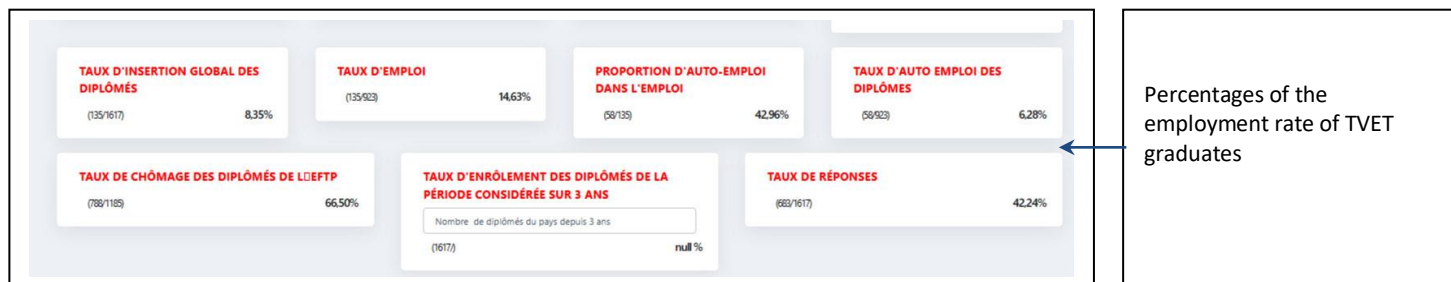 TAUX D'INSERTION GLOBAL DES
DIPLÔMÉS
(135/1617) 8,35%
TAUX D'EMPLOI
(135/923) 14,63%
PROPORTION D'AUTO-EMPLOI
DANS L'EMPLOI
(58/135) 42,96%
TAUX D'AUTO EMPLOI DES
DIPLÔMES
(58/923) 6,28%
TAUX DE CHÔMAGE DES DIPLÔMÉS DE L▯EFTP
(788/1185) 66,50%
TAUX D'ENRÔLEMENT DES DIPLÔMÉS DE LA
PÉRIODE CONSIDÉRÉE SUR 3 ANS
Nombre de diplômés du pays depuis 3 ans
(1617/) null %
TAUX DE RÉPONSES
(683/1617) 42,24%
Percentages of the
employment rate of TVET
graduates